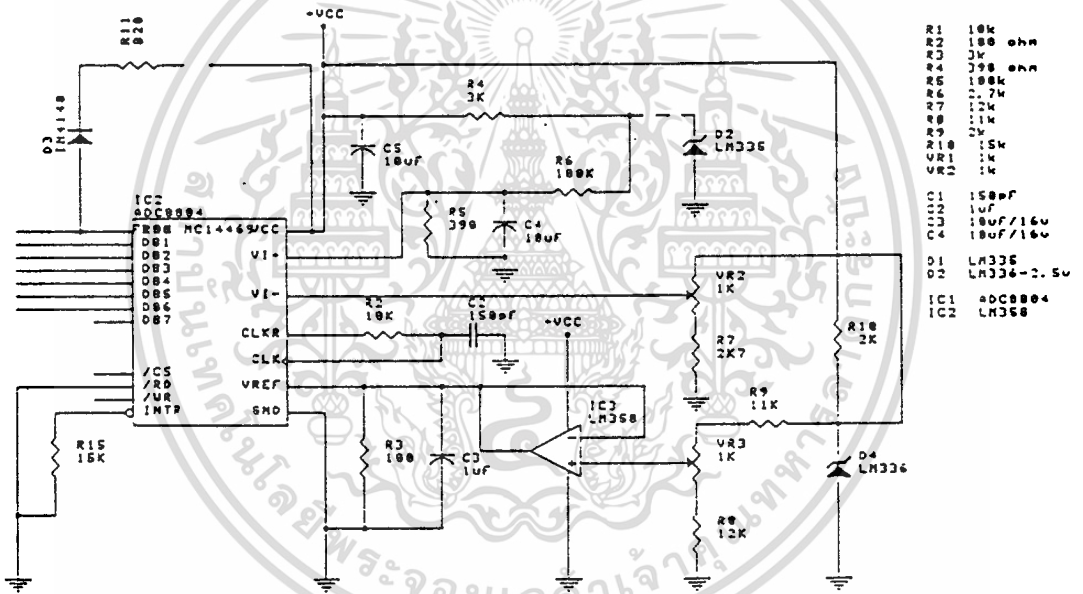 +VCC
R11
820
D3
1N4148
R4
3K
C5
10uF
D2
LM335
R6
100K
R5
390
C4
10uF
IC2
ADC0804
MC14469
VCC
DB1
DB2
DB3
DB4
DB5
DB6
DB7
/CS
/RD
/WR
INTR
VI+
VI-
CLKR
CLK
VREF
GND
R2
10K
C2
150pF
+VCC
VR2
1K
R7
2K7
R10
2K
R9
11K
IC3
LM358
VR3
1K
D4
LM336
R15
15K
R3
100
C3
1uF
R8
12K
R1 10k
R2 100 ohm
R3 3k
R4 390 ohm
R5 100k
R6 2.7k
R7 12k
R8 11k
R9 2k
R10 15k
VR1 1k
VR2 1k
C1 150pF
C2 1uF
C3 10uF/16v
C4 10uF/16v
D1 LM335
D2 LM336-2.5v
IC1 ADC0804
IC2 LM358